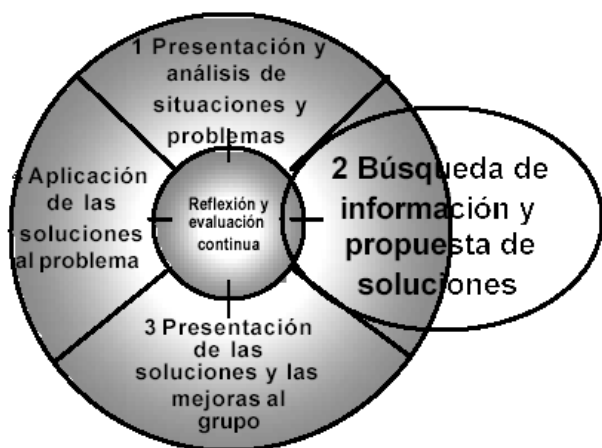 1 Presentación y
análisis de
situaciones y
problemas
2 Búsqueda de
información y
propuesta de
soluciones
Aplicación
de las
soluciones
al problema
Reflexión y
evaluación
continua
3 Presentación
de las
soluciones y las
mejoras al
grupo